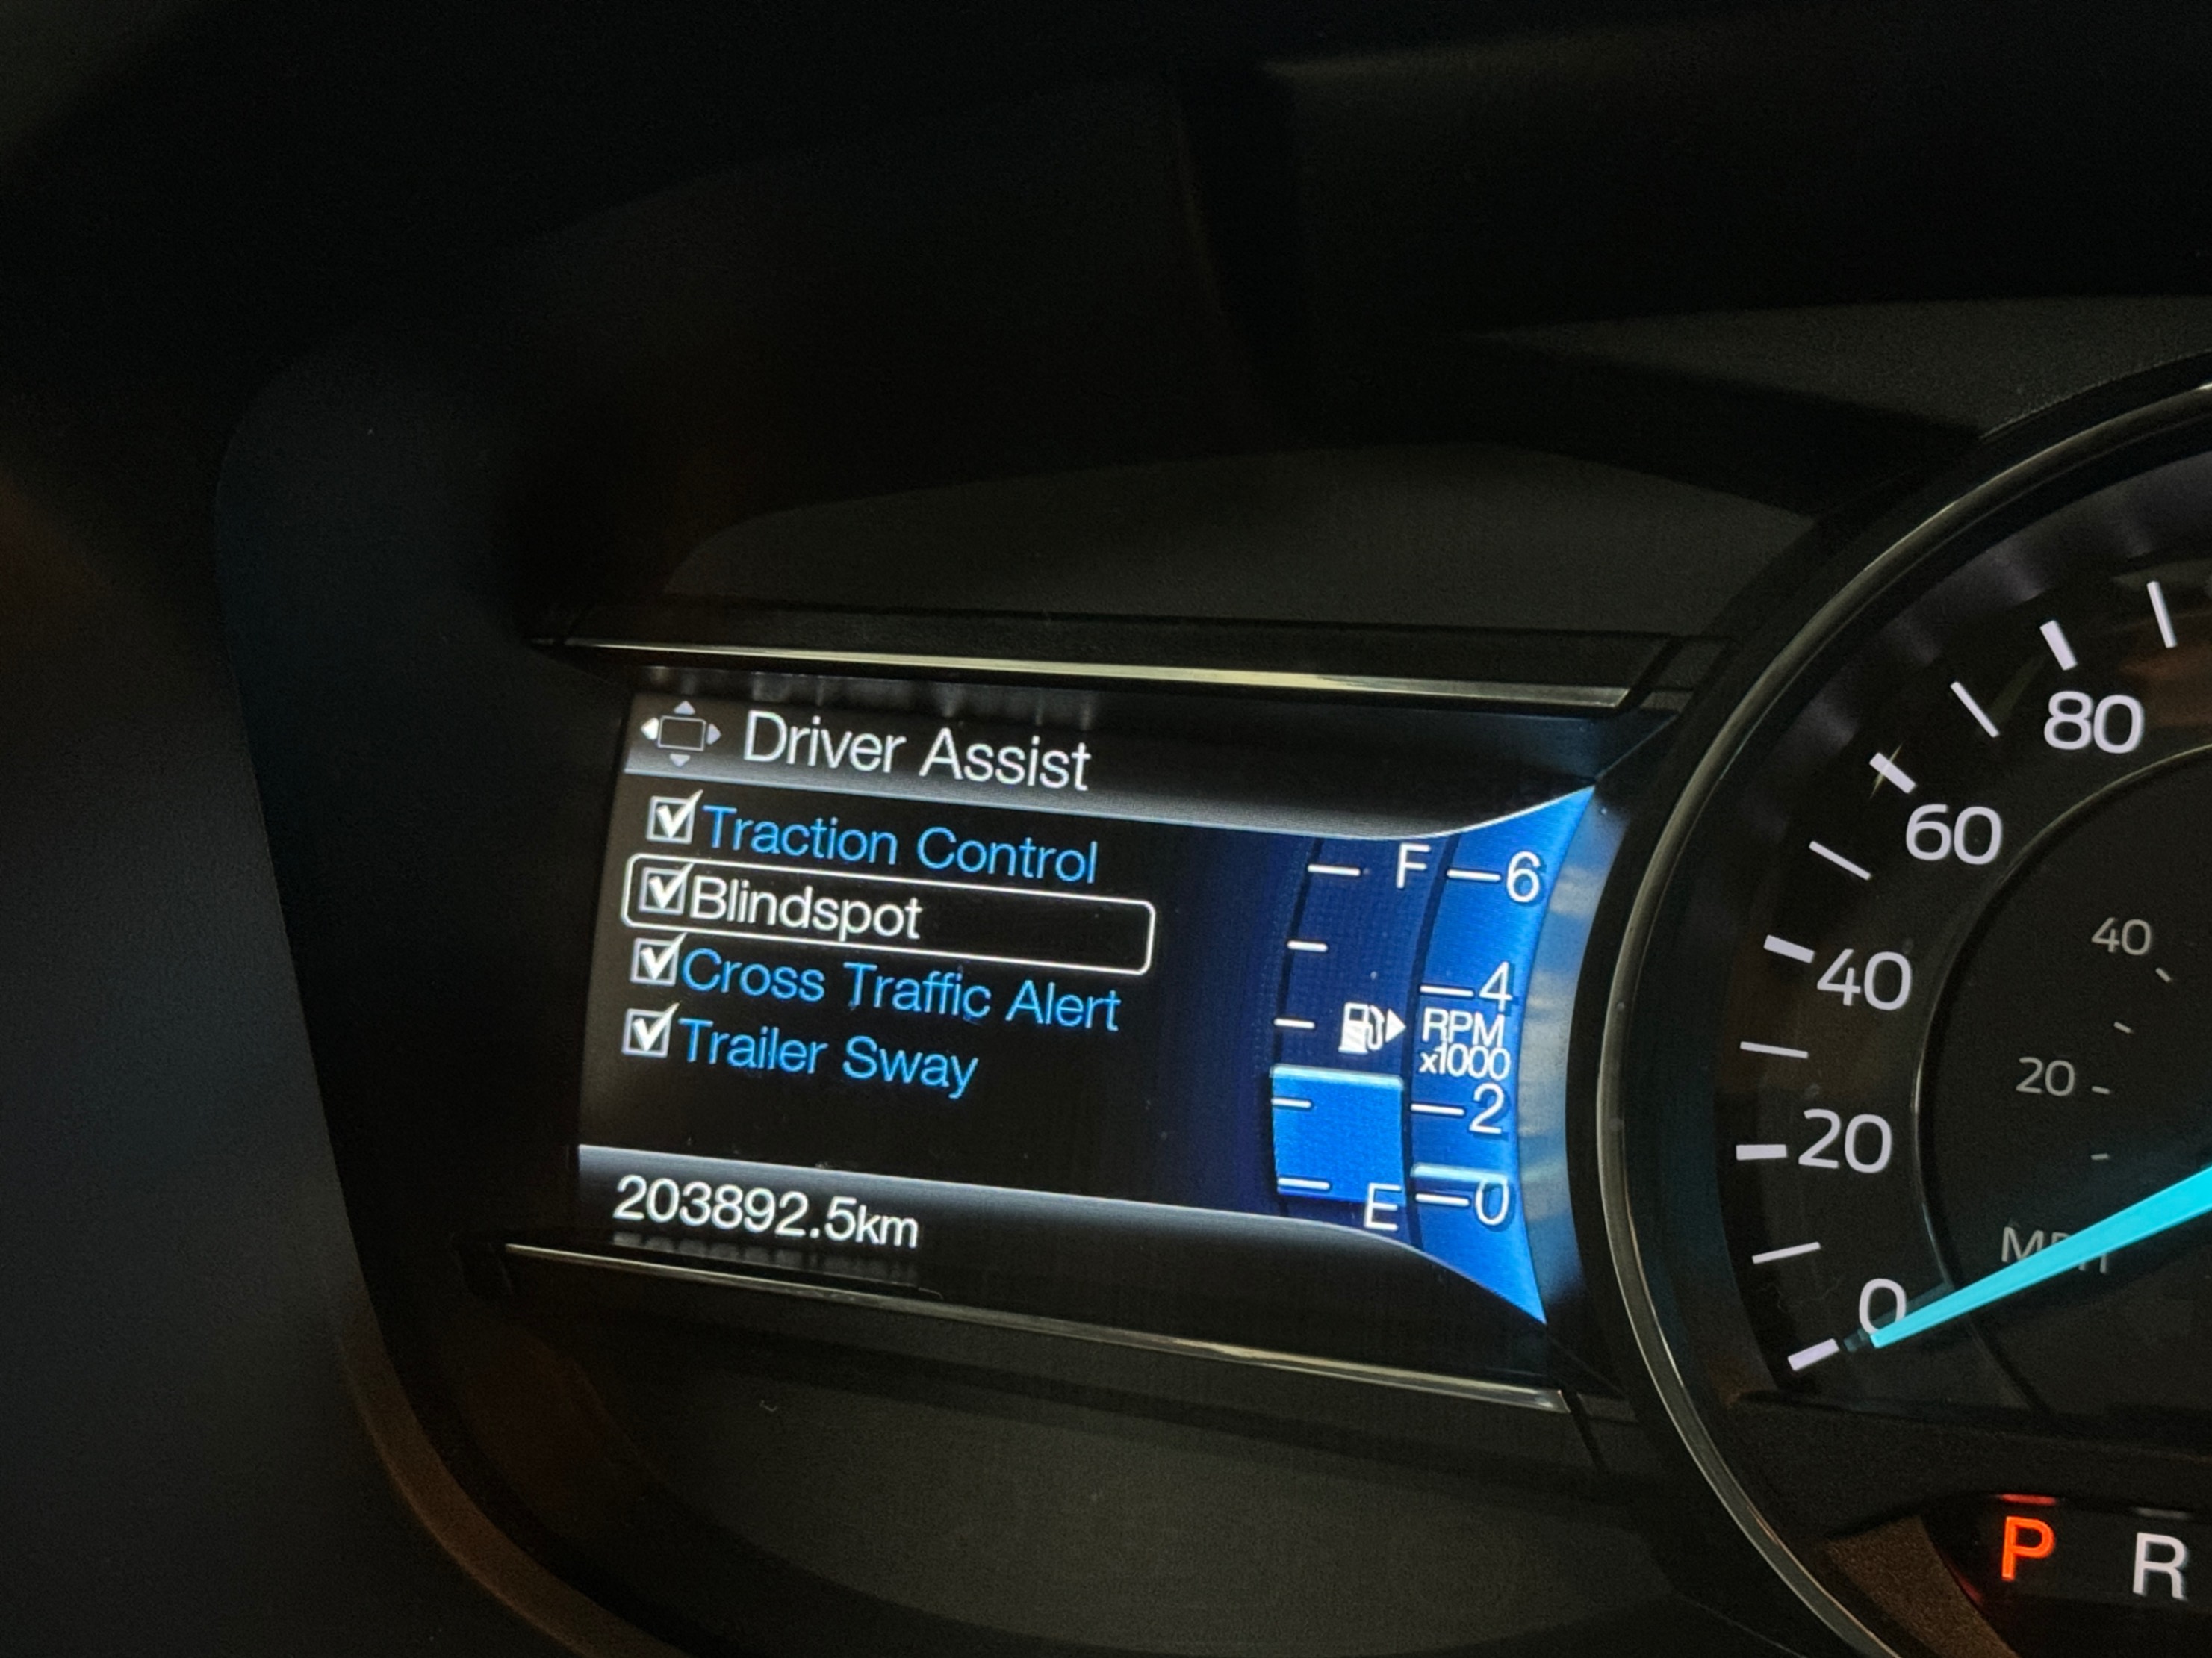 Driver Assist
Traction Control
Blindspot
Cross Traffic Alert
Trailer Sway
203892.5km
F
E
6
4
RPM
x1000
2
0
80
60
40
20
0
40
20
P R